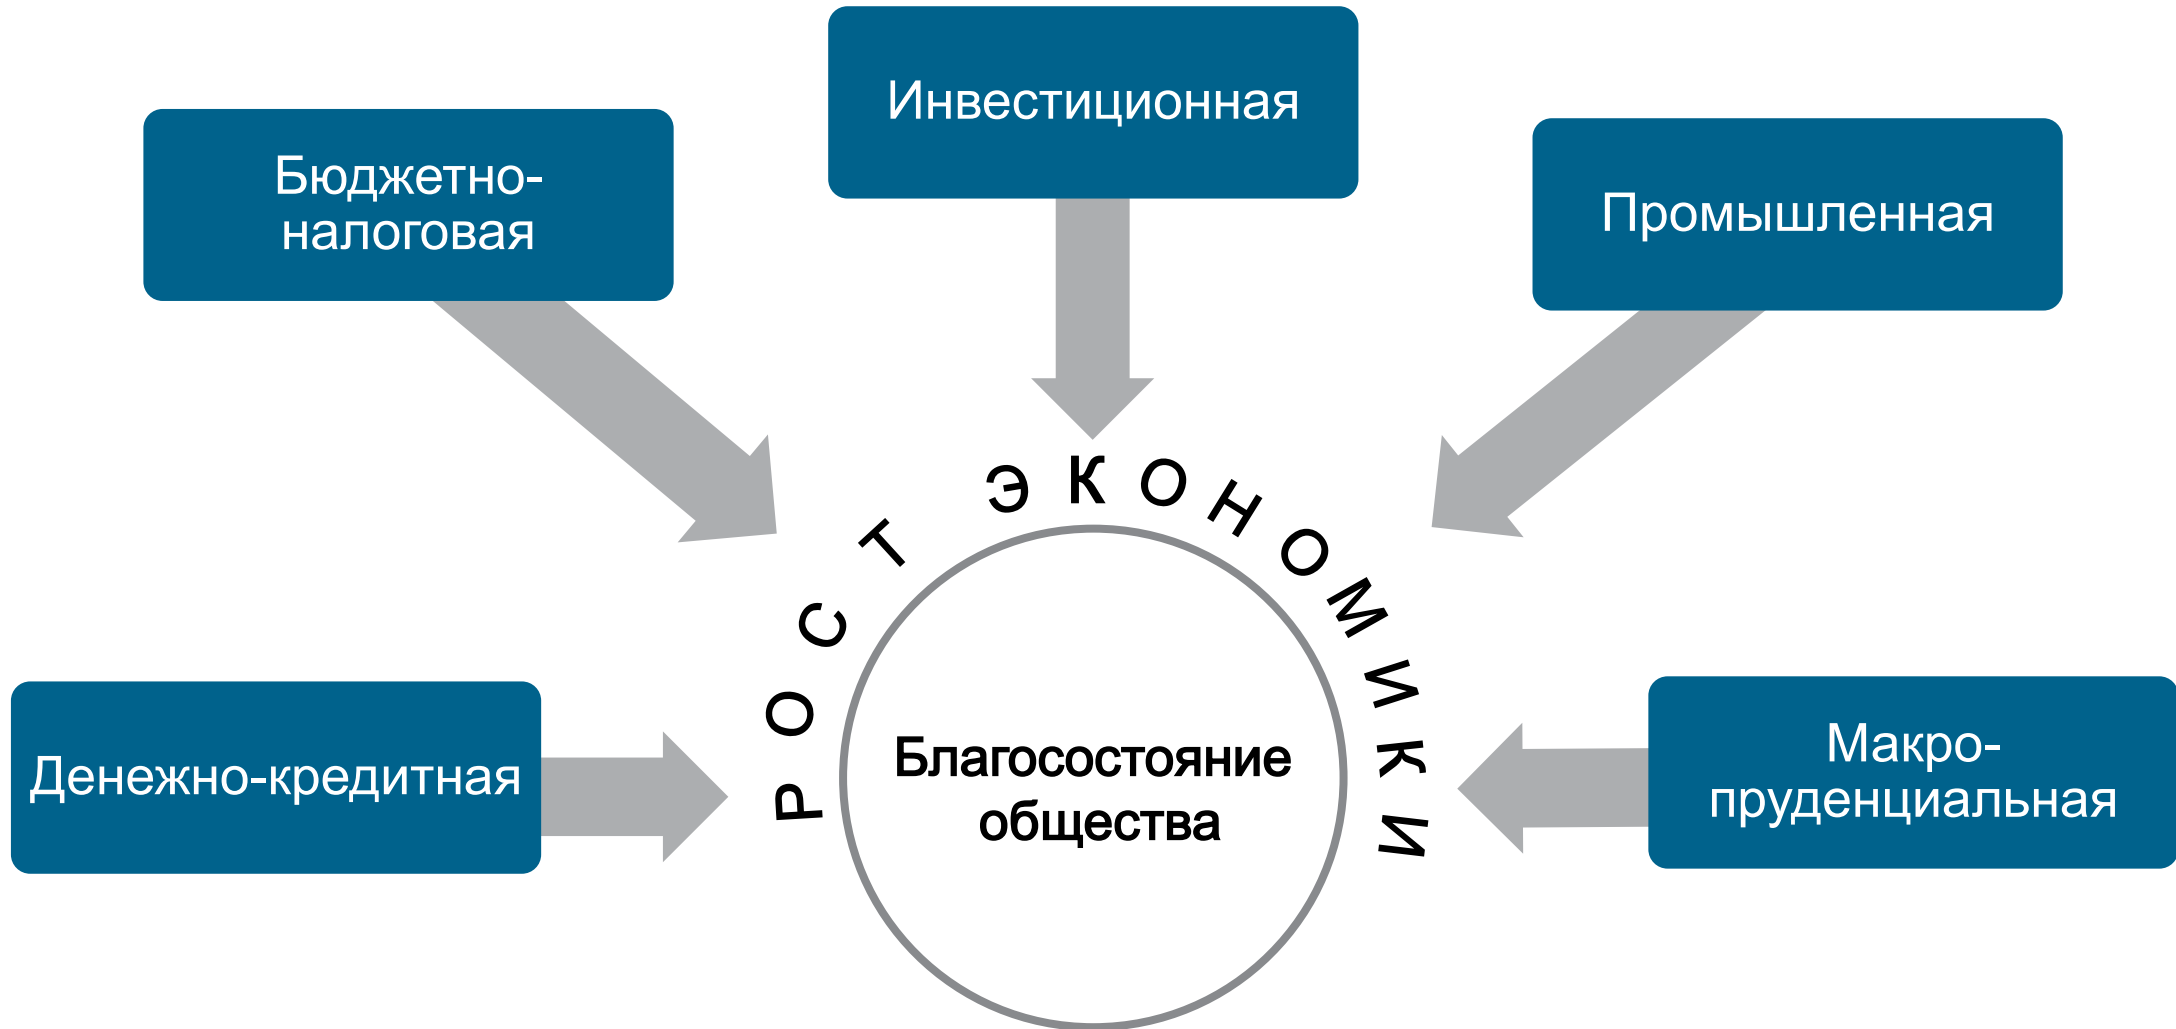 Инвестиционная
Бюджетно-
налоговая
Промышленная
РОСТ ЭКОНОМИКИ
Денежно-кредитная
Благосостояние
общества
Макро-
пруденциальная